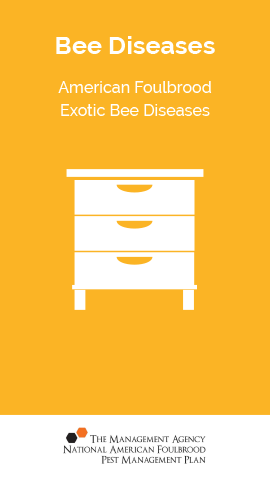 Bee Diseases
American Foulbrood
Exotic Bee Diseases
The Management Agency
National American Foulbrood
Pest Management Plan